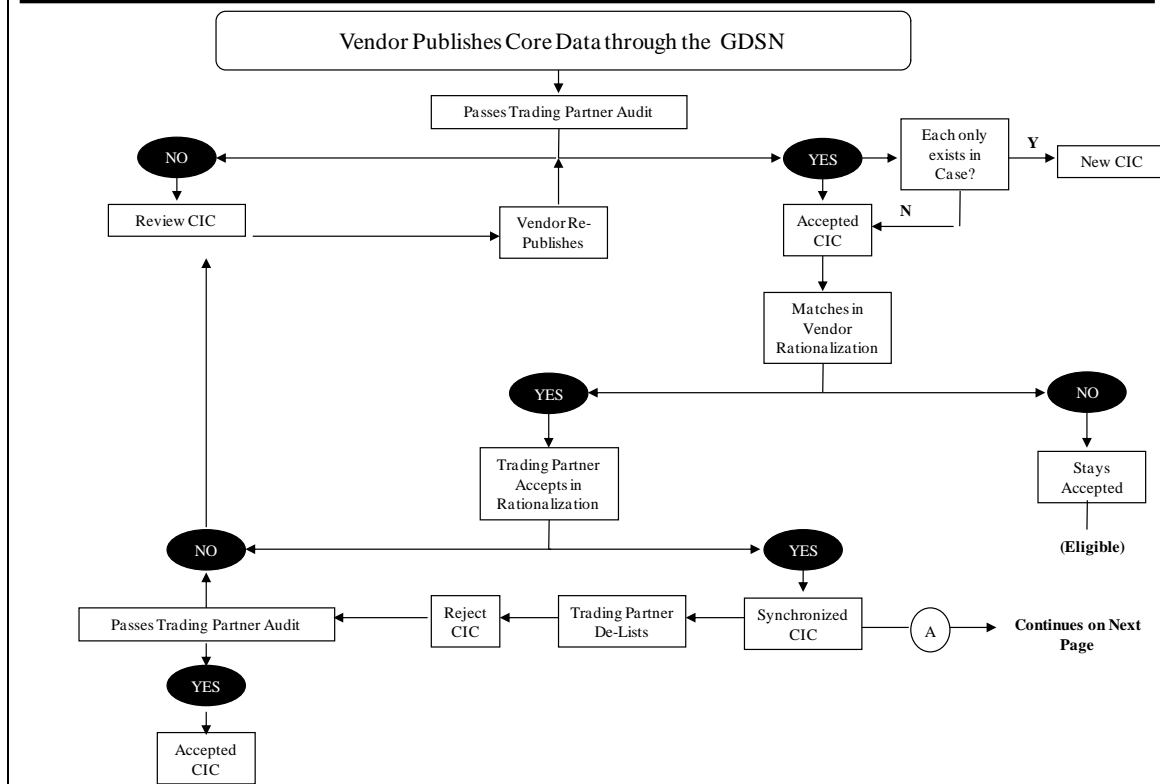 Vendor Publishes Core Data through the GDSN
Passes Trading Partner Audit
NO
YES
Each only
exists in
Case?
Y
New CIC
Review CIC
Vendor Re-
Publishes
Accepted
CIC
N
Matches in
Vendor
Rationalization
YES
NO
Trading Partner
Accepts in
Rationalization
Stays
Accepted
(Eligible)
NO
YES
Passes Trading Partner Audit
Reject
CIC
Trading Partner
De-Lists
Synchronized
CIC
A
Continues on Next
Page
YES
Accepted
CIC